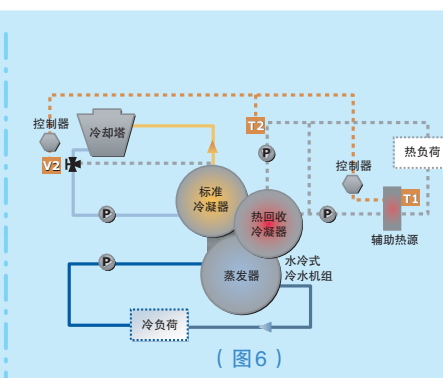 控制器
冷却塔
T2
V2
P
控制器
热负荷
标准
冷凝器
T1
热回收
冷凝器
P
P
辅助热源
P
蒸发器
水冷式
冷水机组
冷负荷
(图6)